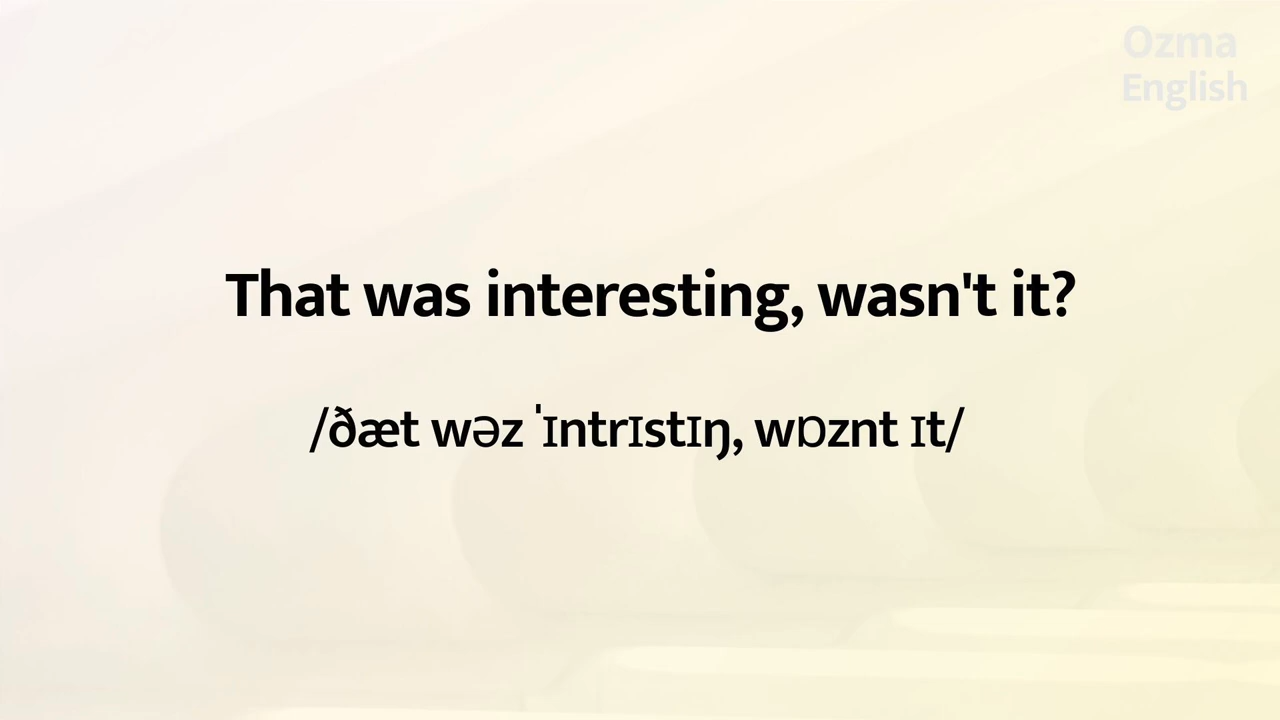 Ozma
English
That was interesting, wasn't it?
/ðæt wəz ˈɪntrɪstɪŋ, wɒznt ɪt/